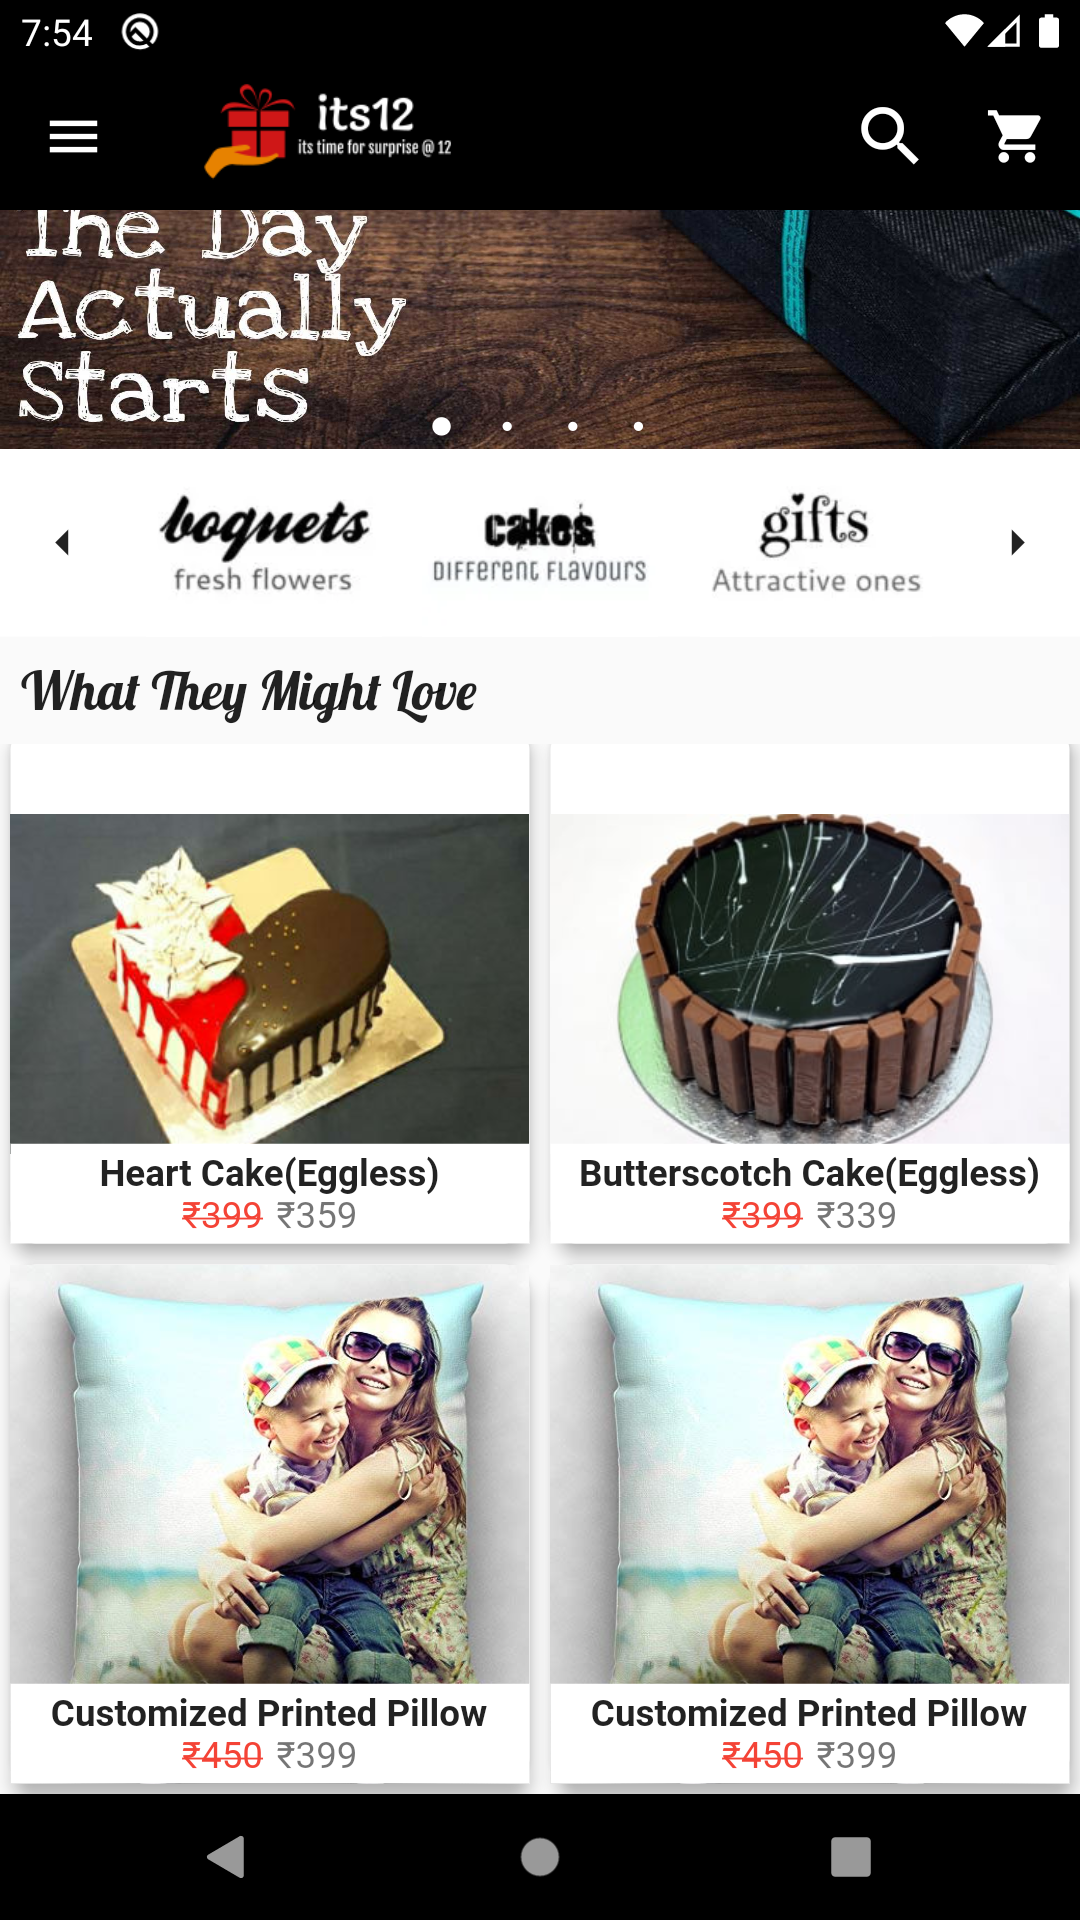 7:54
its12
its time for surprise @ 12
The Day
Actually
Starts
boquets
fresh flowers
cakes
Different Flavours
gifts
Attractive ones
What They Might Love
Heart Cake(Eggless)
₹399 ₹359
Butterscotch Cake(Eggless)
₹399 ₹339
Customized Printed Pillow
₹450 ₹399
Customized Printed Pillow
₹450 ₹399